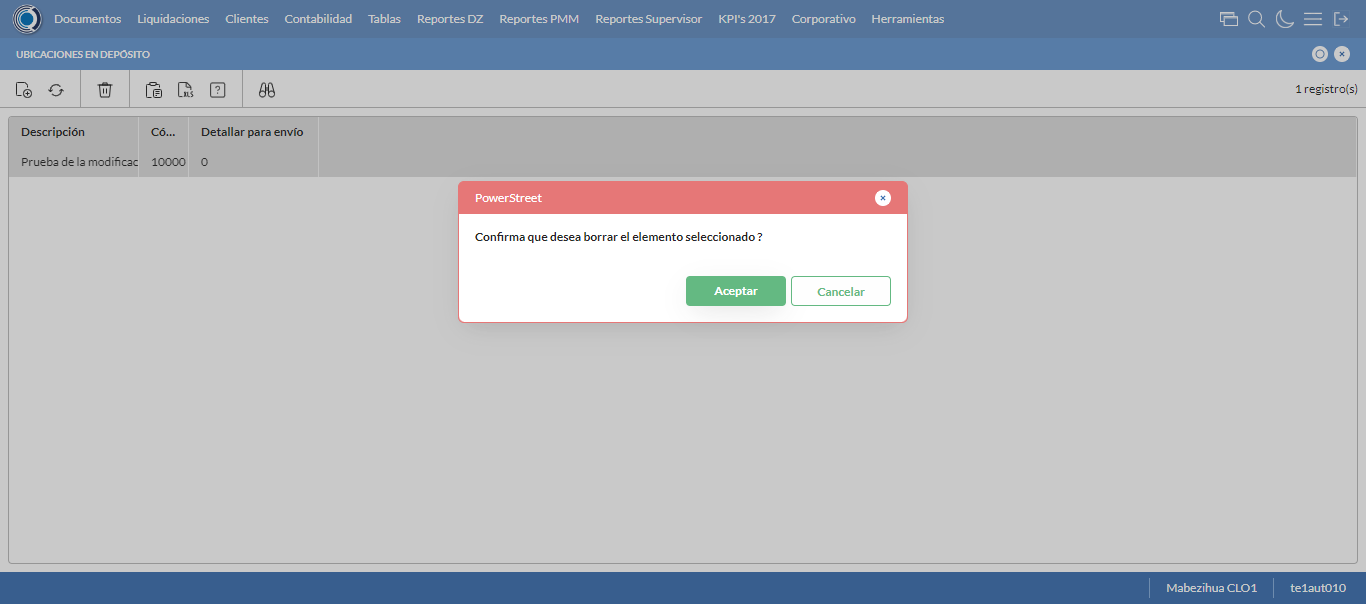 Documentos Liquidaciones Clientes Contabilidad Tablas Reportes DZ Reportes PMM Reportes Supervisor KPI's 2017 Corporativo Herramientas
UBICACIONES EN DEPÓSITO
XLS ? 1 registro(s)
Descripción Có... Detallar para envío
Prueba de la modificac 10000 0
PowerStreet
Confirma que desea borrar el elemento seleccionado ?
Aceptar Cancelar
Mabezihua CLO1 te1aut010